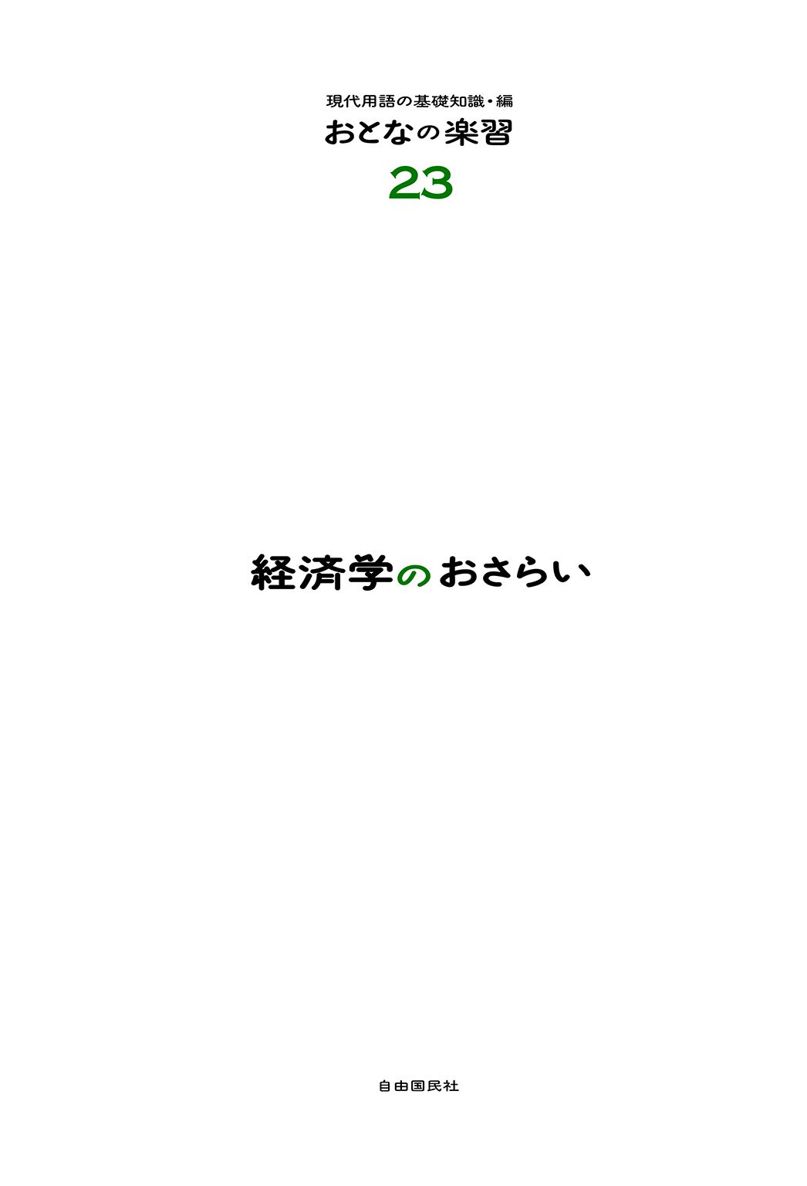 現代用語の基礎知識・編
おとなの楽習
23
経済学のおさらい
自由国民社